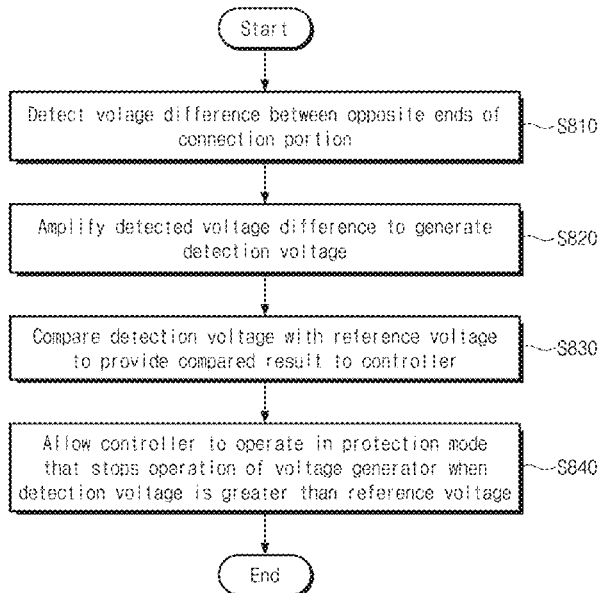 Start
Detect volage difference between opposite ends of
connection portion
S810
Amplify detected voltage difference to generate
detection voltage
S820
Compare detection voltage with reference voltage
to provide compared result to controller
S830
Allow controller to operate in protection mode
that stops operation of voltage generator when
detection voltage is greater than reference voltage
S840
End